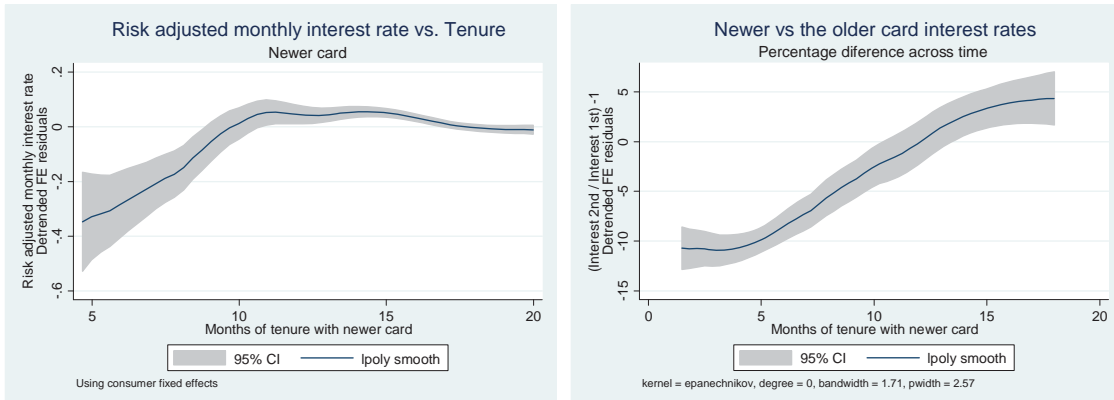 Risk adjusted monthly interest rate vs. Tenure
Newer card
Risk adjusted monthly interest rate
Detrended FE residuals
.2
0
-.2
-.4
-.6
5
10
15
20
Months of tenure with newer card
95% CI
lpoly smooth
Using consumer fixed effects
Newer vs the older card interest rates
Percentage diference across time
(Interest 2nd / Interest 1st) -1
Detrended FE residuals
5
0
-5
-10
-15
0
5
10
15
20
Months of tenure with newer card
95% CI
lpoly smooth
kernel = epanechnikov, degree = 0, bandwidth = 1.71, pwidth = 2.57